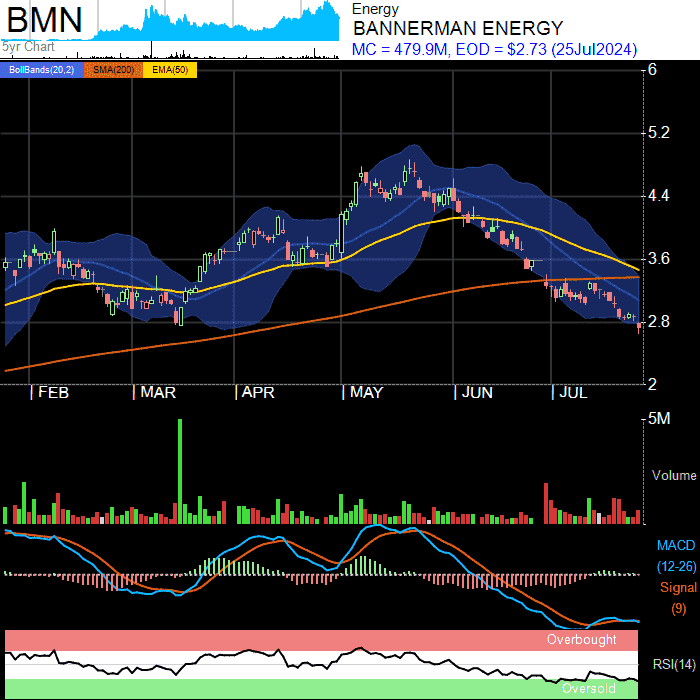 BMN
5yr Chart
Energy
BANNERMAN ENERGY
MC = 479.9M, EOD = $2.73 (25Jul2024)
BollBands(20,2) SMA(200) EMA(50)
6
5.2
4.4
3.6
2.8
2
FEB MAR APR MAY JUN JUL
5M
Volume
MACD
(12-26)
Signal
(9)
Overbought
RSI(14)
Oversold